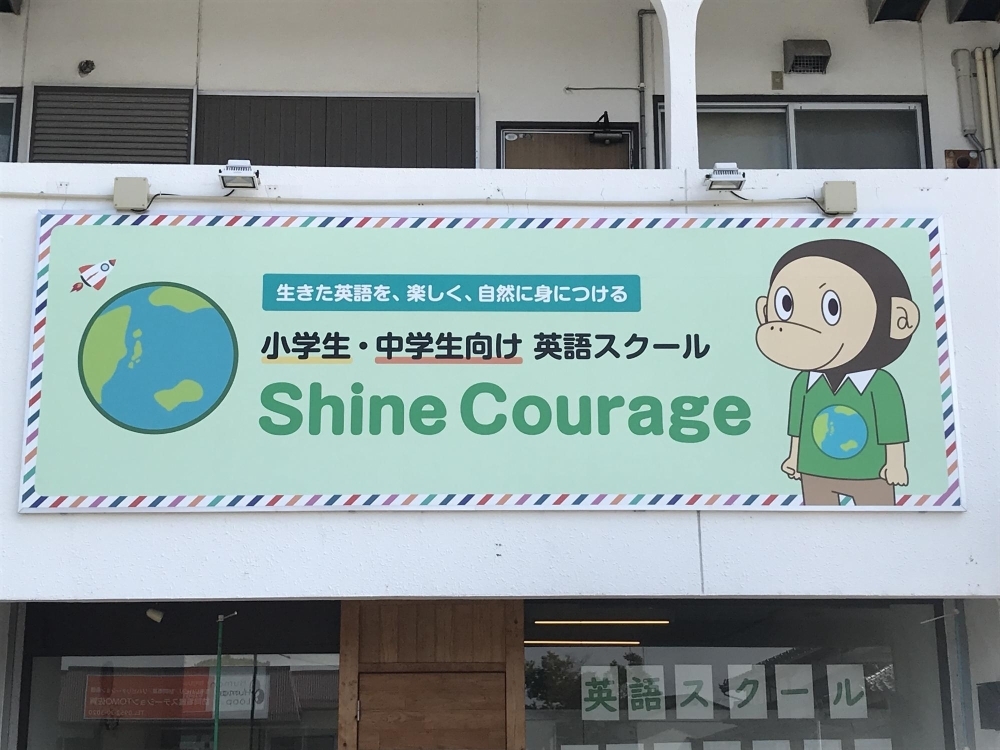 生きた英語を、楽しく、自然に身につける
小学生・中学生向け 英語スクール
Shine Courage
英語スクール